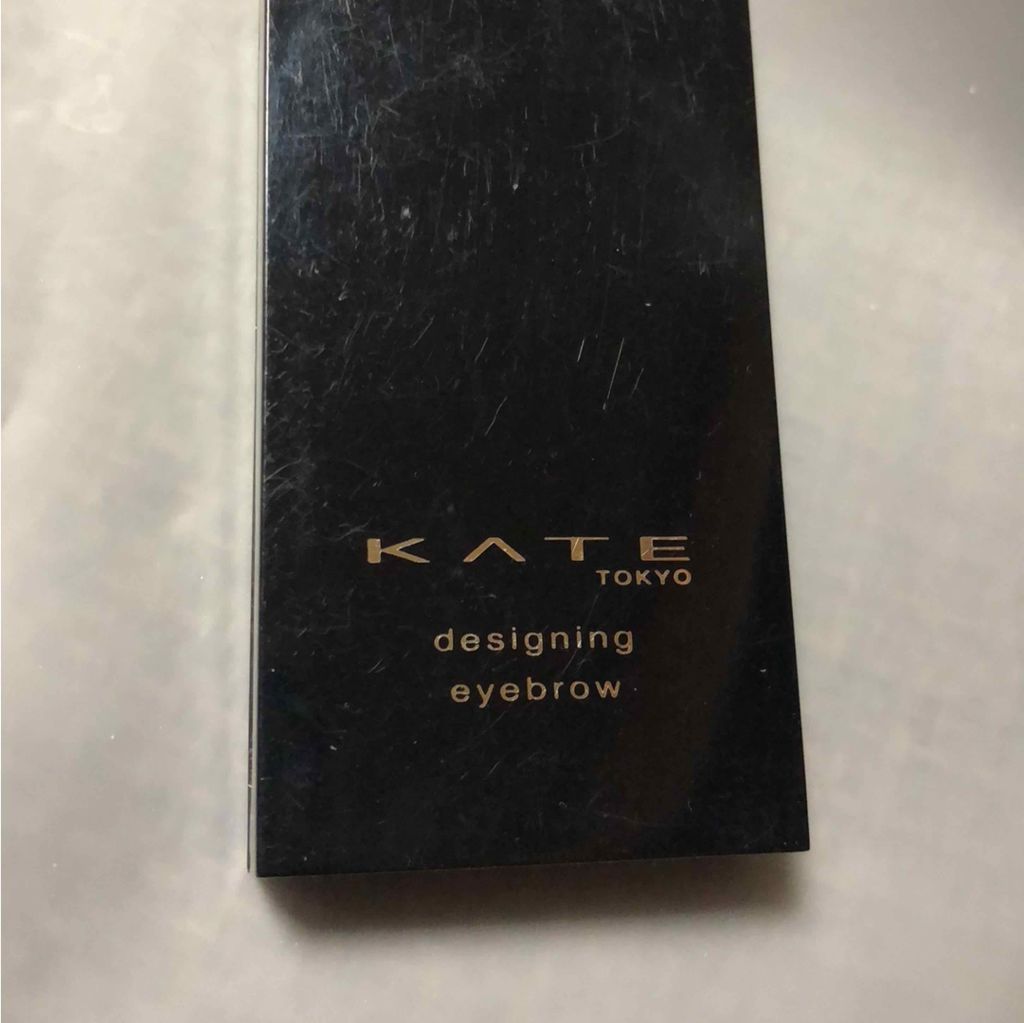 KATE
TOKYO
designing
eyebrow